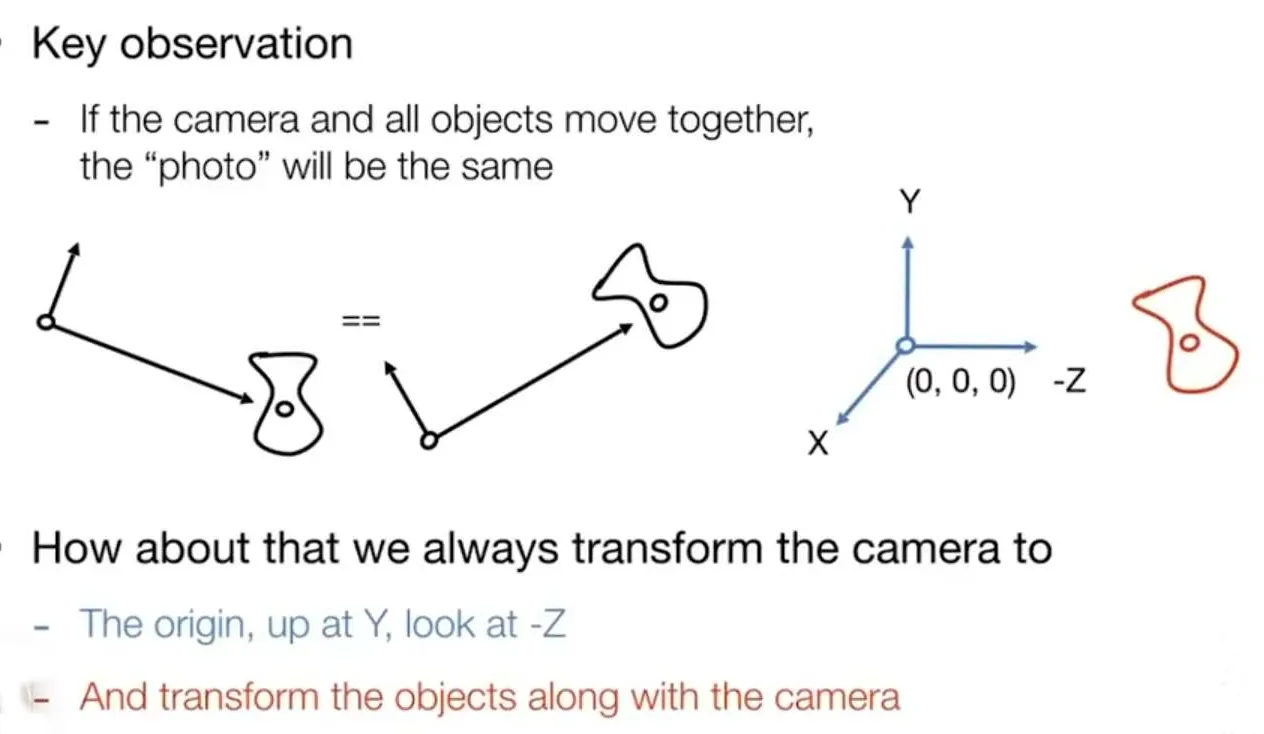 Key observation
- If the camera and all objects move together,
the “photo” will be the same
Y
==
(0, 0, 0) -Z
X
How about that we always transform the camera to
- The origin, up at Y, look at -Z
- And transform the objects along with the camera